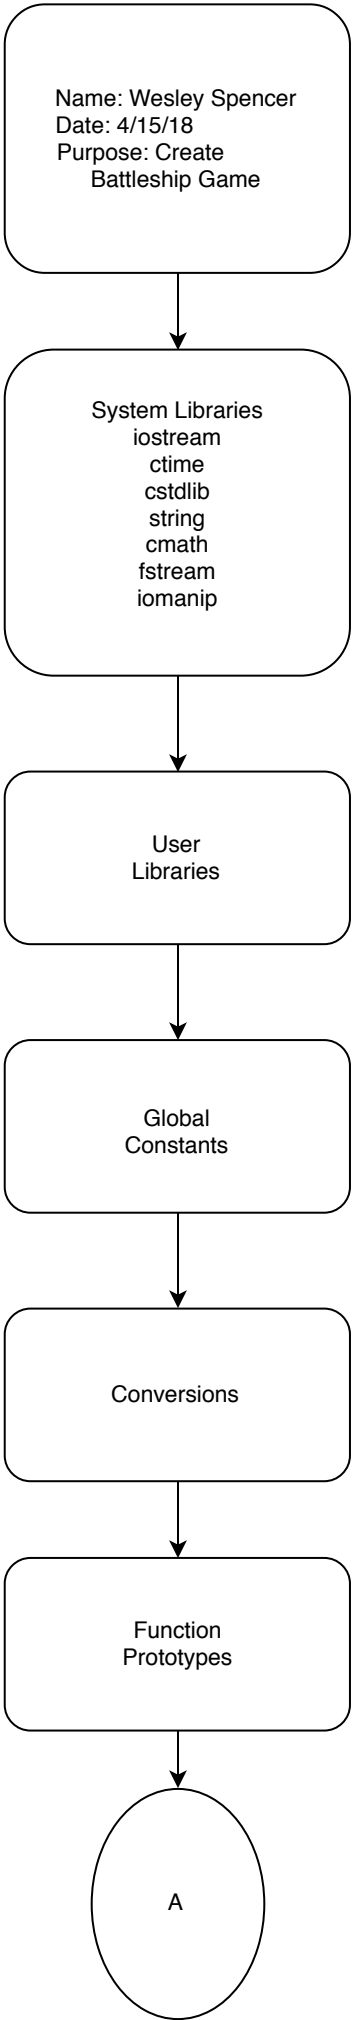 Name: Wesley Spencer
Date: 4/15/18
Purpose: Create
Battleship Game
System Libraries
iostream
ctime
cstdlib
string
cmath
fstream
iomanip
User
Libraries
Global
Constants
Conversions
Function
Prototypes
A